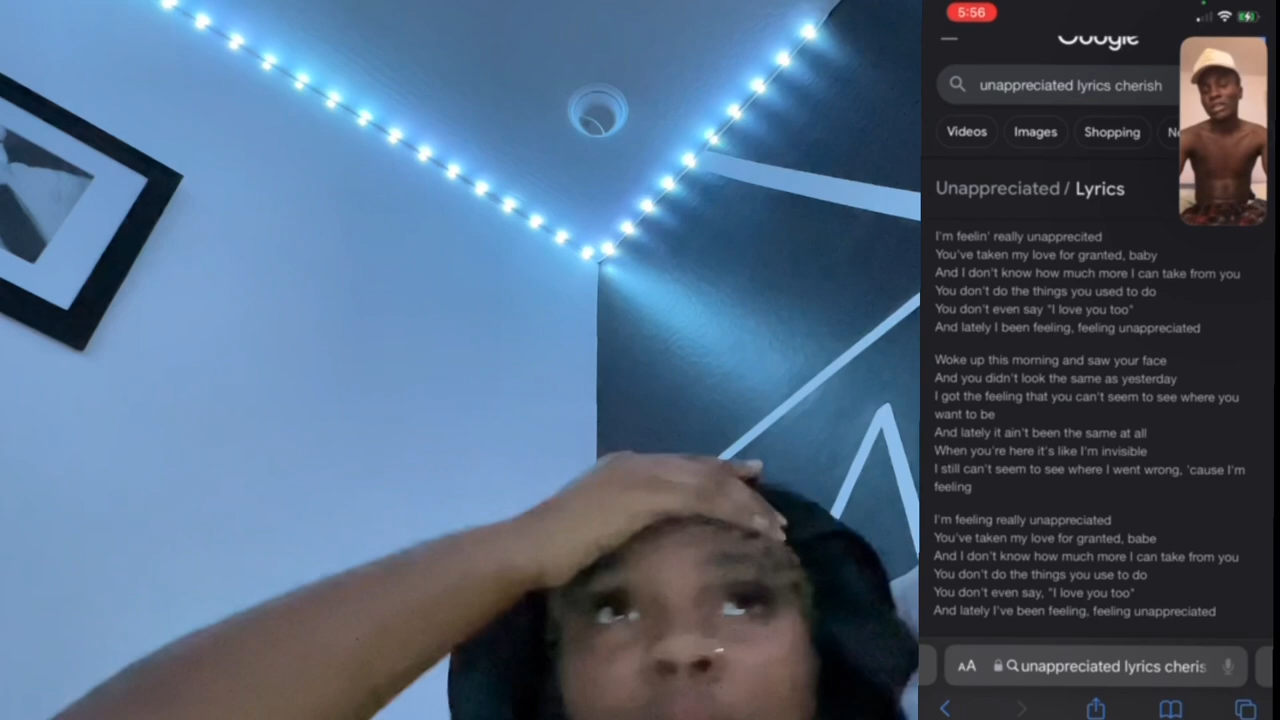 5:56
Google
unappreciated lyrics cherish
Videos
Images
Shopping
Unappreciated / Lyrics
I'm feelin' really unapprecited
You've taken my love for granted, baby
And I don't know how much more I can take from you
You don't do the things you used to do
You don't even say "I love you too"
And lately I been feeling, feeling unappreciated
Woke up this morning and saw your face
And you didn't look the same as yesterday
I got the feeling that you can't seem to see where you
want to be
And lately it ain't been the same at all
When you're here it's like I'm invisible
I still can't seem to see where I went wrong, 'cause I'm
feeling
I'm feeling really unappreciated
You've taken my love for granted, babe
And I don't know how much more I can take from you
You don't do the things you use to do
You don't even say, "I love you too"
And lately I've been feeling, feeling unappreciated
AA unappreciated lyrics cheris